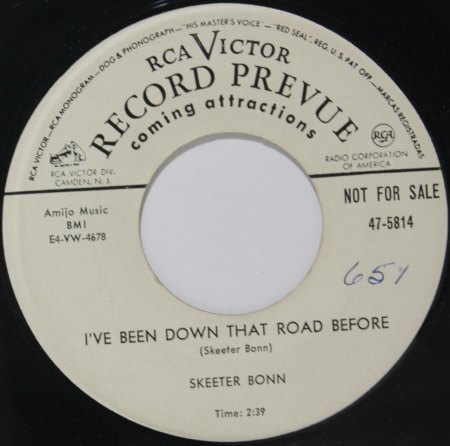 RCA VICTOR—RCA MONOGRAM—DOG & PHONOGRAPH—"HIS MASTER'S VOICE"—"RED SEAL", REG. U.S. PAT. OFF.—MARCAS REGISTRADAS
RCA VICTOR
RECORD PREVUE
coming attractions
RCA VICTOR DIV.
CAMDEN, N. J.
RCA
RADIO CORPORATION
OF AMERICA
Amijo Music
BMI
E4-VW-4678
NOT FOR SALE
47-5814
I'VE BEEN DOWN THAT ROAD BEFORE
(Skeeter Bonn)
SKEETER BONN
Time: 2:39